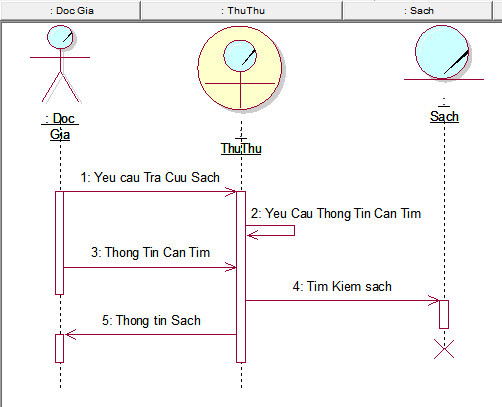 : Doc Gia
: ThuThu
: Sach
: Doc
Gia
:
ThuThu
:
Sach
1: Yeu cau Tra Cuu Sach
2: Yeu Cau Thong Tin Can Tim
3: Thong Tin Can Tim
4: Tim Kiem sach
5: Thong tin Sach